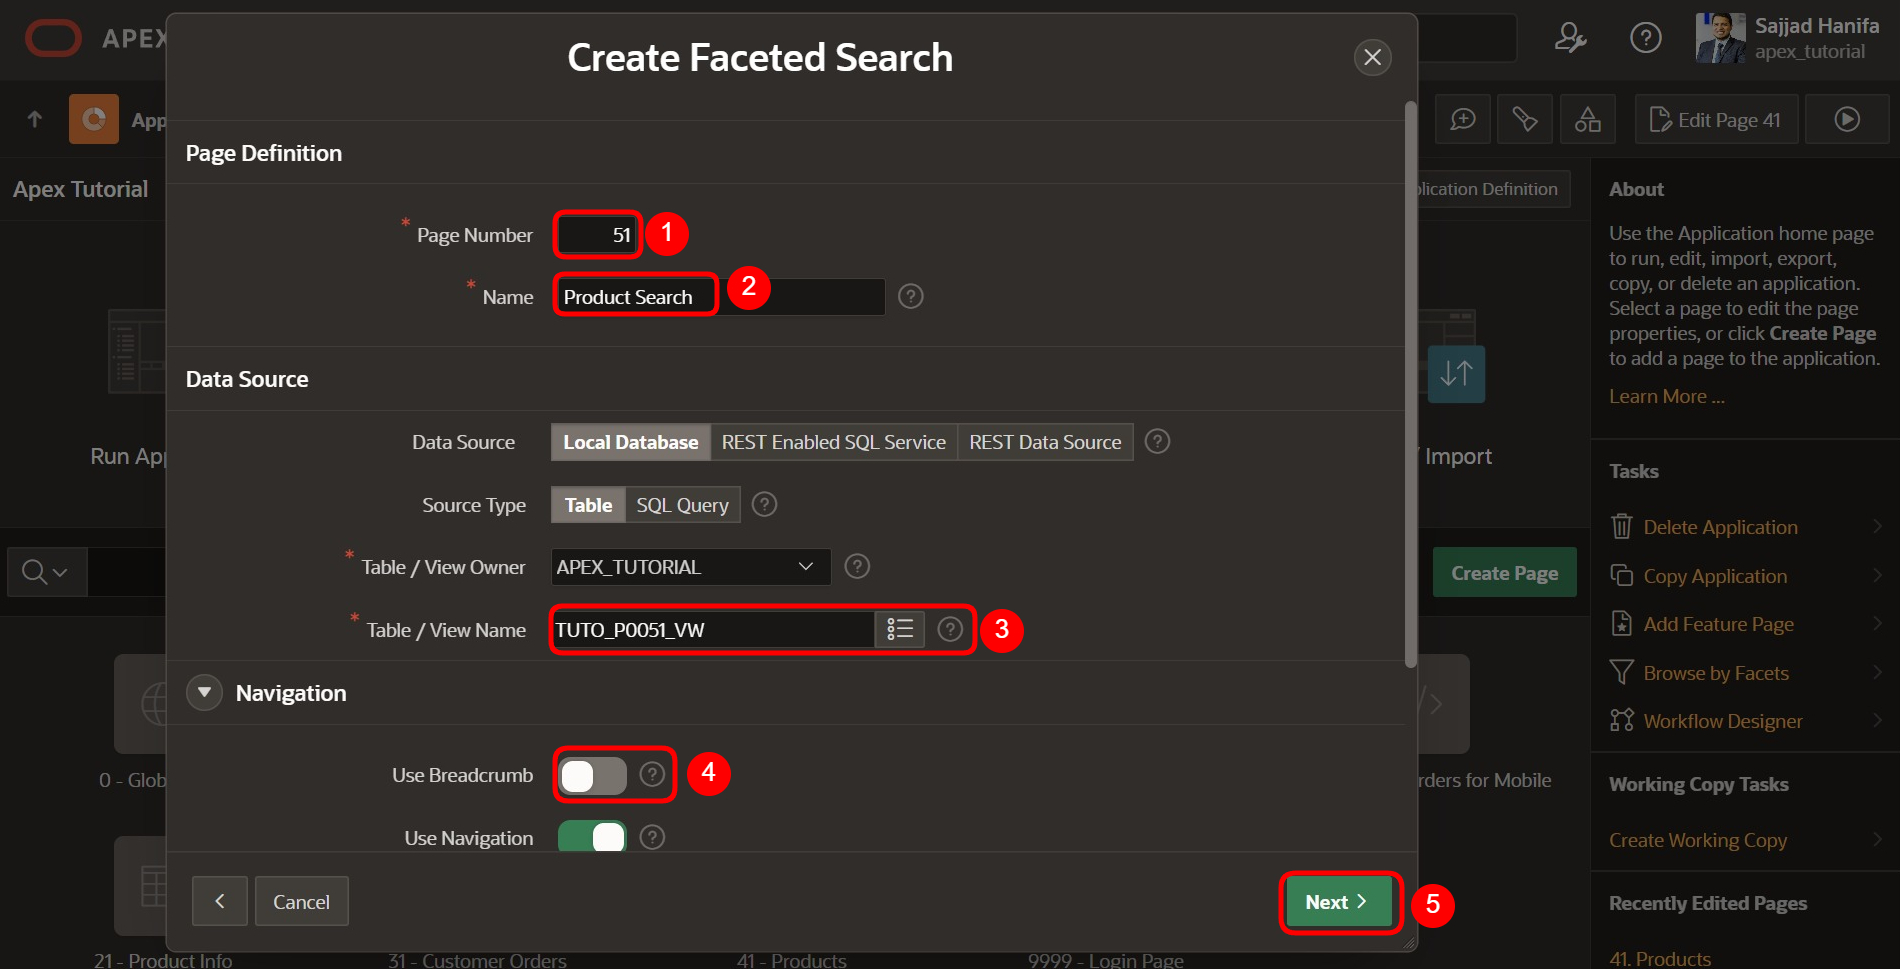 APEX
Create Faceted Search
Sajjad Hanifa
apex_tutorial
App
Edit Page 41
Page Definition
Apex Tutorial
lication Definition
About
* Page Number 51 1
* Name Product Search 2
Use the Application home page
to run, edit, import, export,
copy, or delete an application.
Select a page to edit the page
properties, or click Create Page
to add a page to the application.
Learn More ...
Data Source
Data Source Local Database REST Enabled SQL Service REST Data Source
Run App
Import
Tasks
Source Type Table SQL Query
Delete Application
* Table / View Owner APEX_TUTORIAL
Create Page
Copy Application
* Table / View Name TUTO_P0051_VW 3
Add Feature Page
Browse by Facets
Navigation
Workflow Designer
Use Breadcrumb 4
0 - Glob
rders for Mobile
Working Copy Tasks
Use Navigation
Create Working Copy
Cancel
Next 5
Recently Edited Pages
21 - Product Info
31 - Customer Orders
41 - Products
9999 - Login Page
41. Products